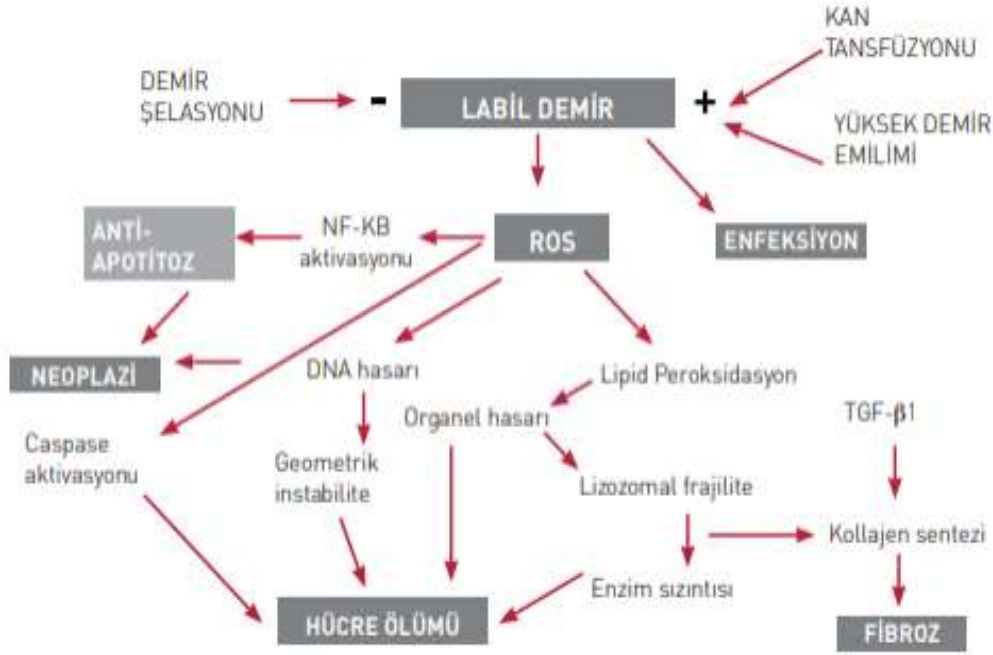 KAN
TANSFÜZYONU
DEMİR
ŞELASYONU
-
LABİL DEMİR
+
YÜKSEK DEMİR
EMİLİMİ
ANTİ-
APOTİTOZ
NF-KB
aktivasyonu
ROS
ENFEKSİYON
NEOPLAZİ
DNA hasarı
Lipid Peroksidasyon
Organel hasarı
TGF-β1
Caspase
aktivasyonu
Geometrik
instabilite
Lizozomal frajilite
Kollajen sentezi
Enzim sızıntısı
HÜCRE ÖLÜMÜ
FİBROZ